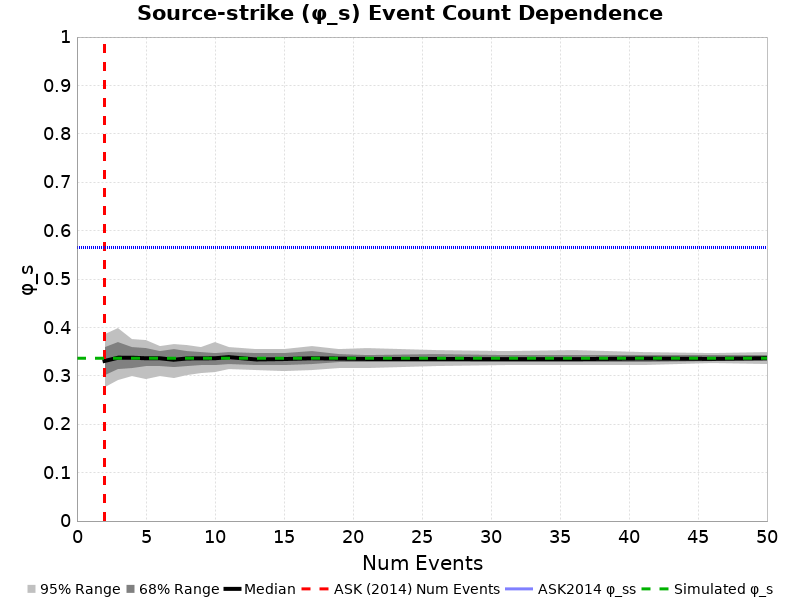 Source-strike (φ_s) Event Count Dependence
1
0.9
0.8
0.7
0.6
0.5
0.4
0.3
0.2
0.1
0
φ_s
0 5 10 15 20 25 30 35 40 45 50
Num Events
95% Range 68% Range Median ASK (2014) Num Events ASK2014 φ_ss Simulated φ_s